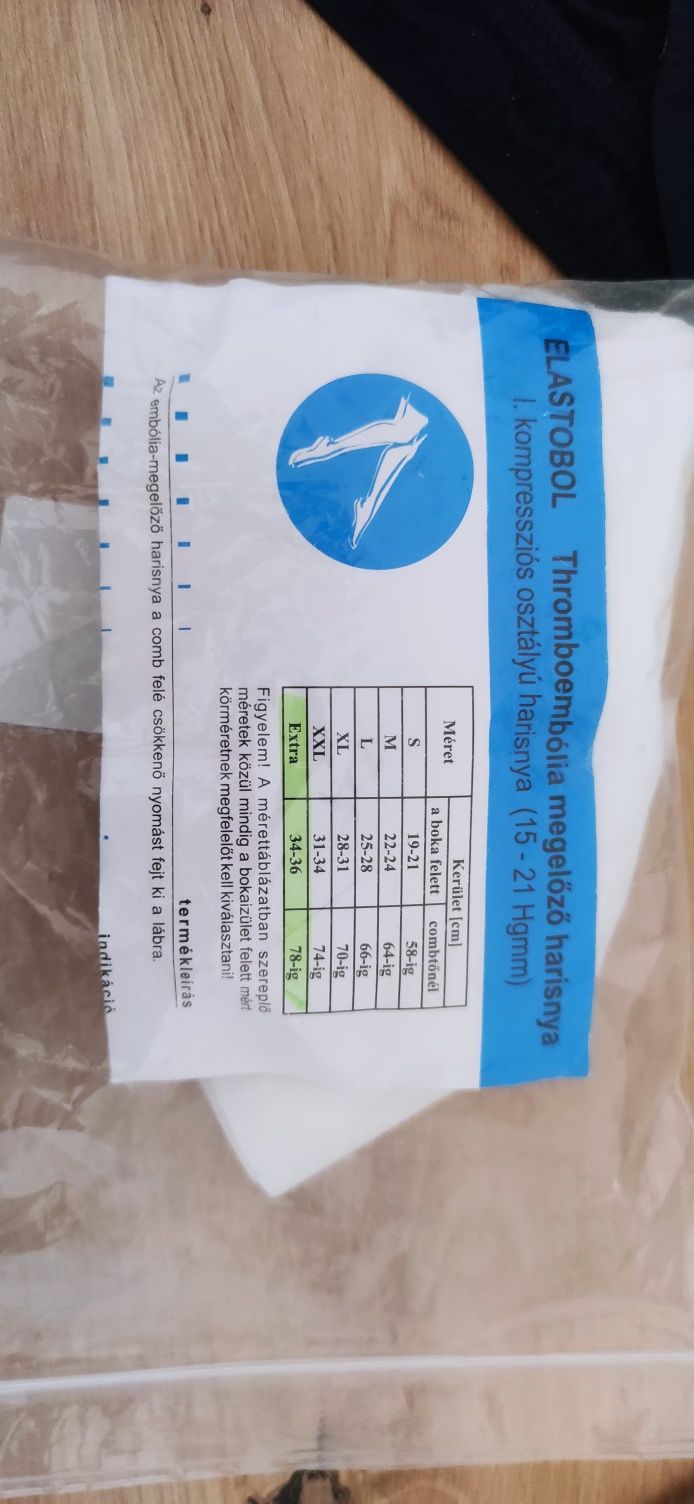 ELASTOBOL Thromboembólia megelőző harisnya
I. kompressziós osztályú harisnya (15 - 21 Hgmm)
Méret Kerület [cm]
a boka felett combtőnél
S 19-21 58-ig
M 22-24 64-ig
L 25-28 66-ig
XL 28-31 70-ig
XXL 31-34 74-ig
Extra 34-36 78-ig
Figyelem! A mérettáblázatban szereplő
méretek közül mindig a bokaizület felett mért
körméretnek megfelelőt kell kiválasztani!
termékleírás
Az embólia-megelőző harisnya a comb felé csökkenő nyomást fejt ki a lábra.
indikáció